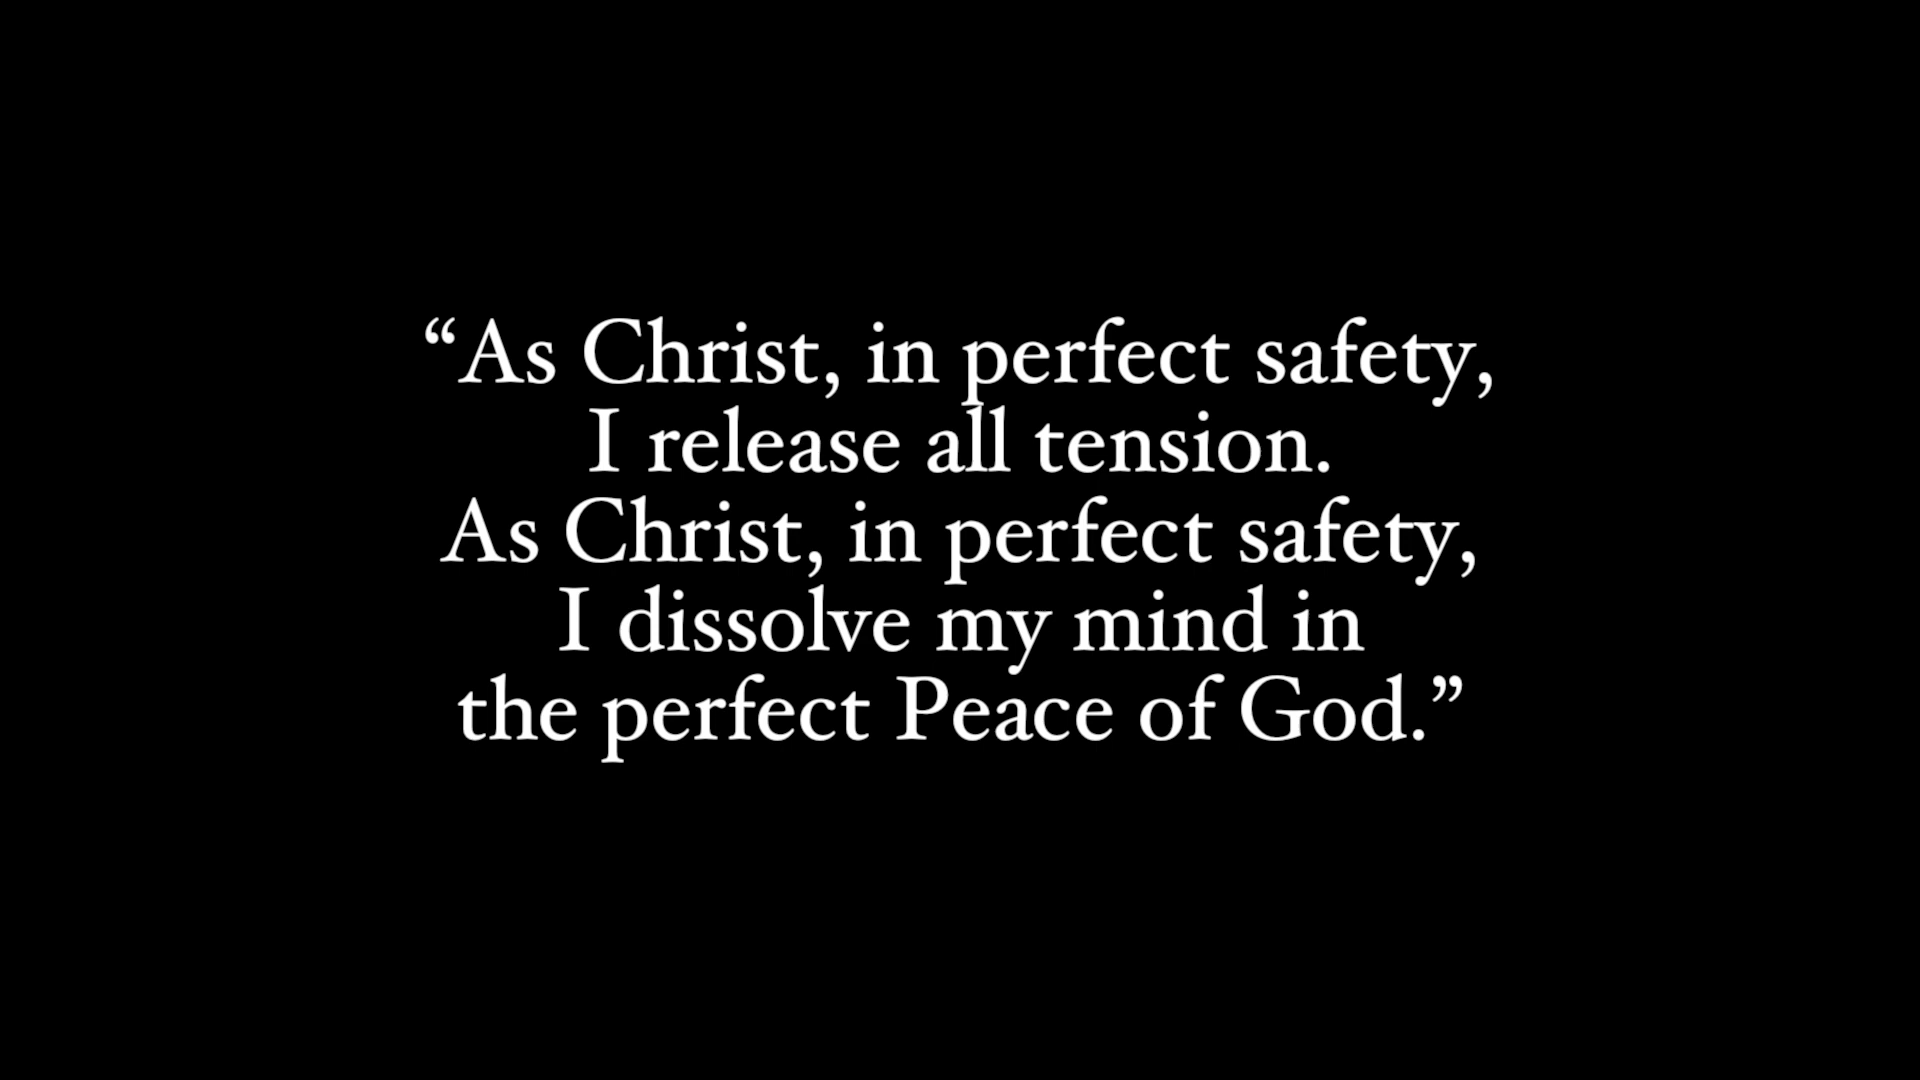 “As Christ, in perfect safety,
I release all tension.
As Christ, in perfect safety,
I dissolve my mind in
the perfect Peace of God.”